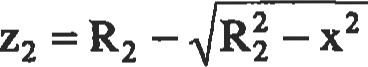 z₂ = R₂ − √(R₂² − x²)